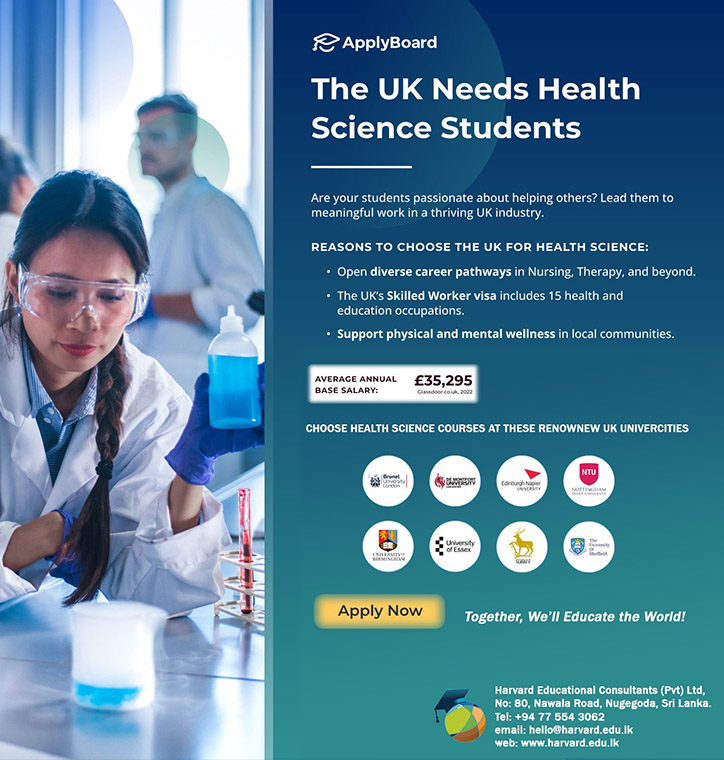 ApplyBoard
The UK Needs Health
Science Students
Are your students passionate about helping others? Lead them to
meaningful work in a thriving UK industry.
REASONS TO CHOOSE THE UK FOR HEALTH SCIENCE:
• Open diverse career pathways in Nursing, Therapy, and beyond.
• The UK's Skilled Worker visa includes 15 health and
education occupations.
• Support physical and mental wellness in local communities.
AVERAGE ANNUAL
BASE SALARY:
£35,295
Glassdoor.co.uk, 2022
CHOOSE HEALTH SCIENCE COURSES AT THESE RENOWNEW UK UNIVERCITIES
Brunel
University
London
DE MONTFORT
UNIVERSITY
LEICESTER
Edinburgh Napier
UNIVERSITY
NTU
NOTTINGHAM
TRENT UNIVERSITY
UNIVERSITY OF
BIRMINGHAM
University
of Essex
UNIVERSITY OF
SURREY
The
University
Of
Sheffield.
Apply Now
Together, We'll Educate the World!
Harvard Educational Consultants (Pvt) Ltd,
No: 80, Nawala Road, Nugegoda, Sri Lanka.
Tel: +94 77 554 3062
email: hello@harvard.edu.lk
web: www.harvard.edu.lk